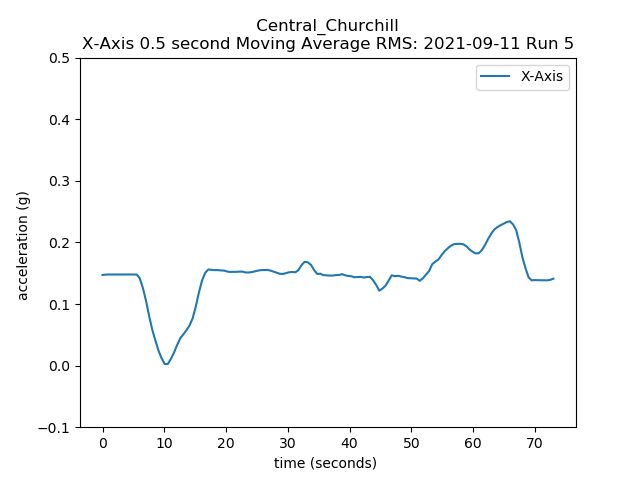 Central_Churchill
X-Axis 0.5 second Moving Average RMS: 2021-09-11 Run 5
X-Axis
acceleration (g)
0.5
0.4
0.3
0.2
0.1
0.0
−0.1
0 10 20 30 40 50 60 70
time (seconds)